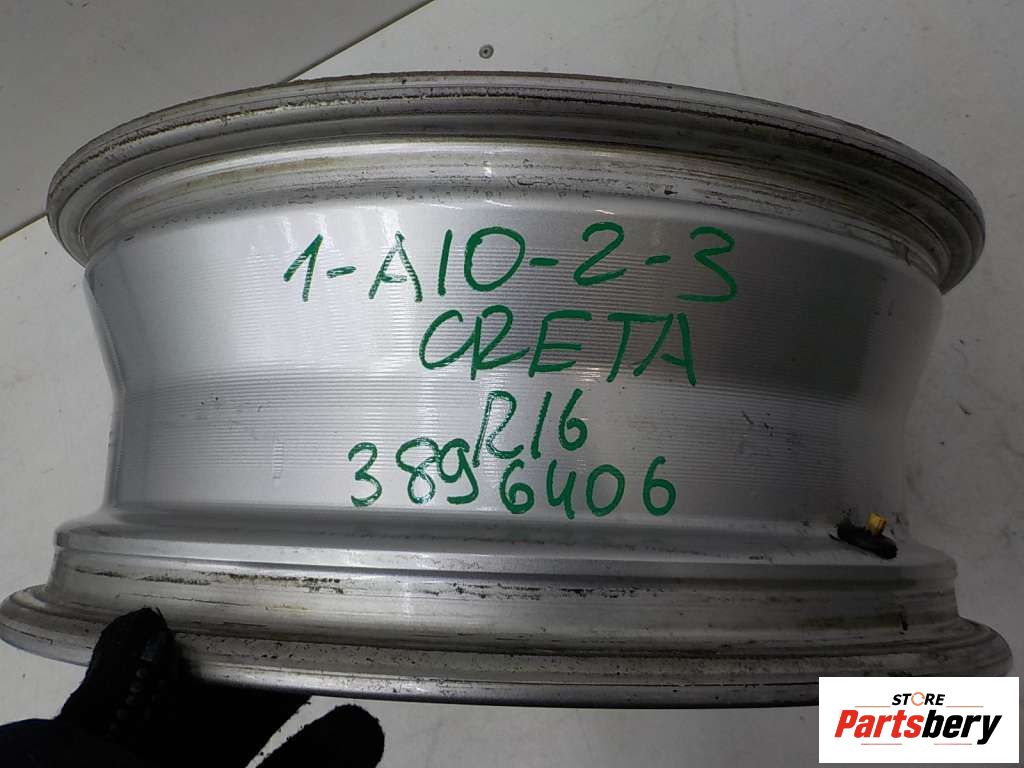 1-A10-2-3
CRETA
R16
3896406
STORE
Partsbery